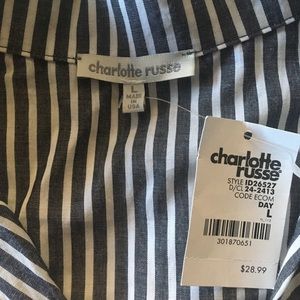 charlotte russe
L
MADE IN
USA
charlotte
russe
STYLE ID26527
D/CL 24-2413
CODE ECOM
DAY
L
301870651
$28.99